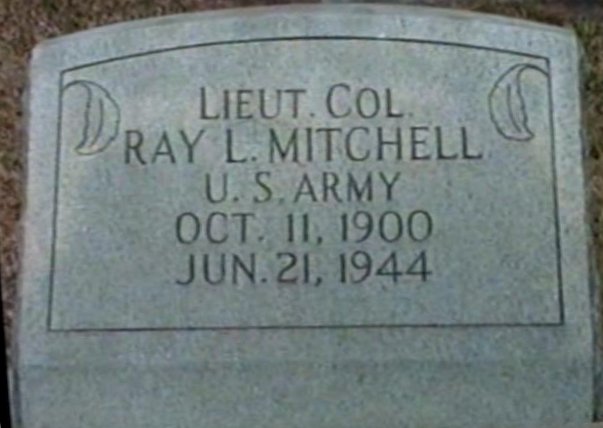 LIEUT. COL.
RAY L. MITCHELL
U. S. ARMY
OCT. 11, 1900
JUN. 21, 1944